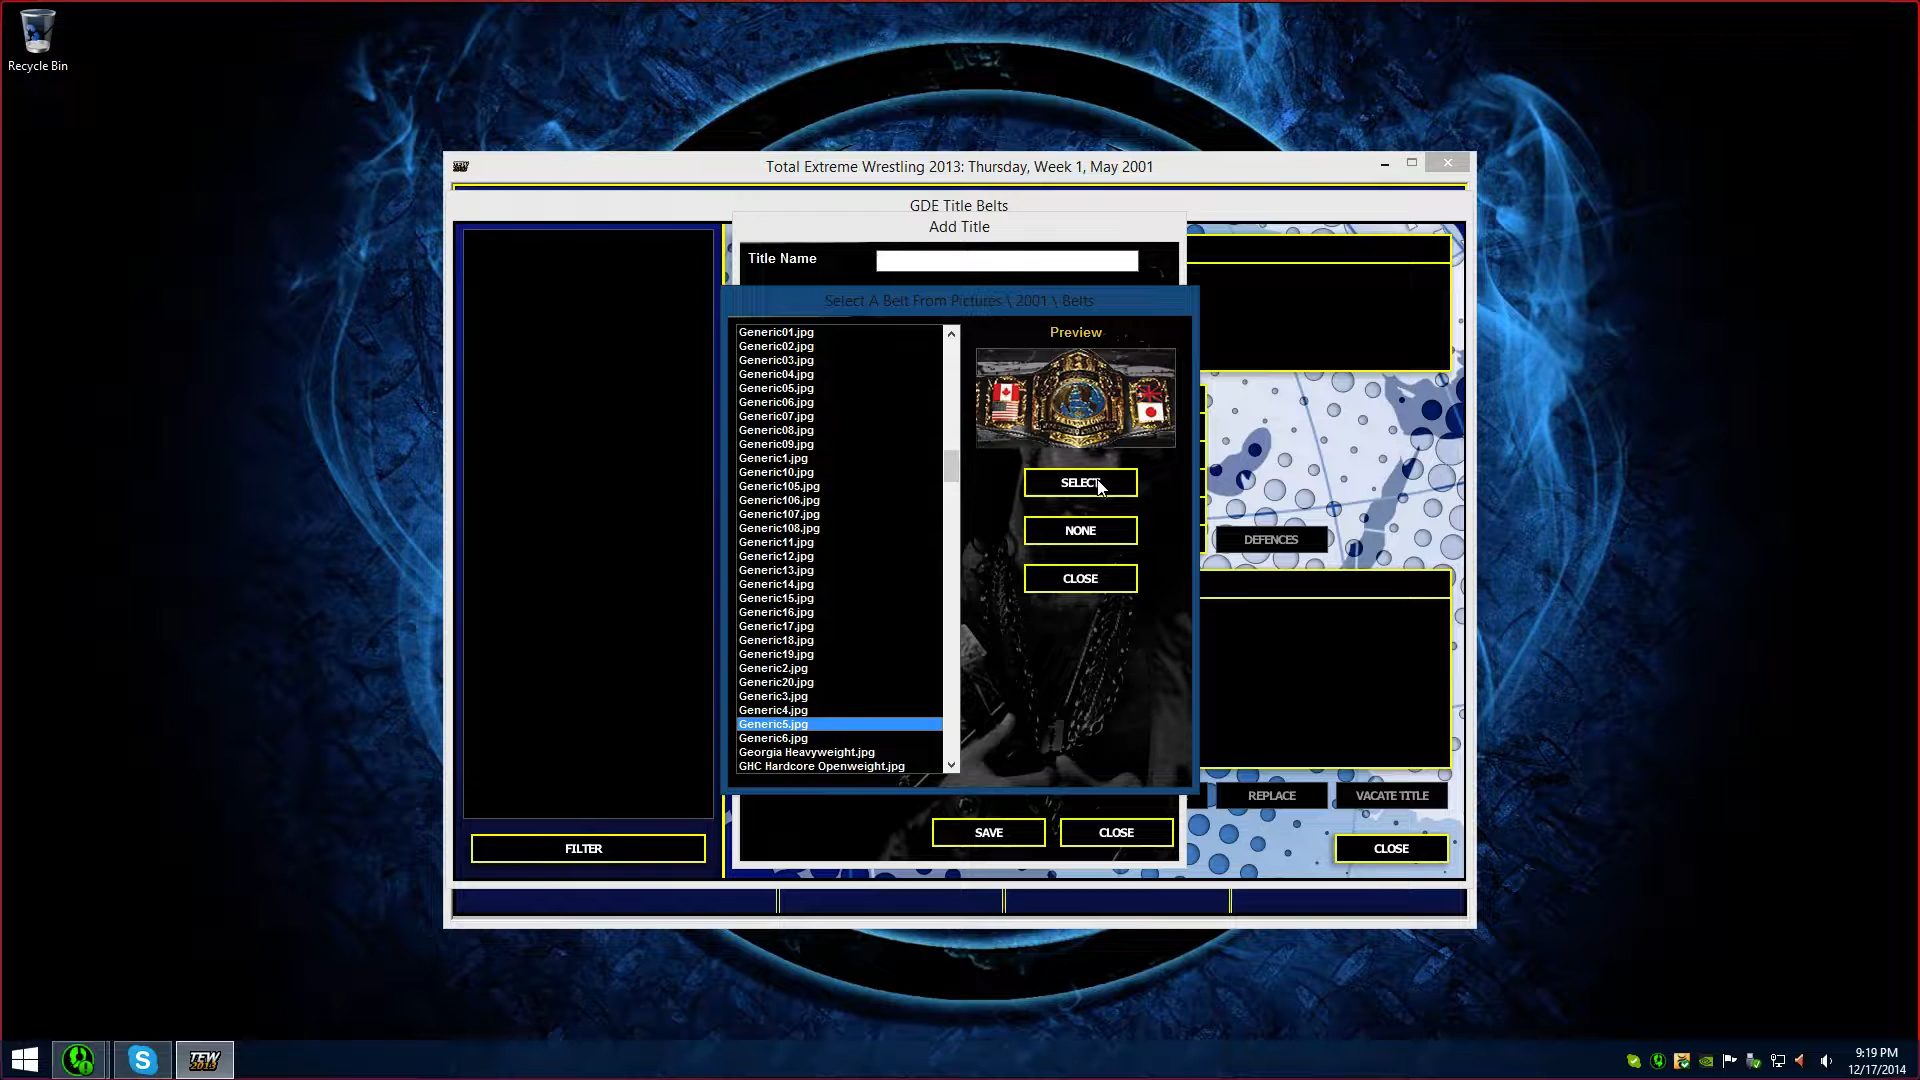 Recycle Bin
Total Extreme Wrestling 2013: Thursday, Week 1, May 2001
GDE Title Belts
Add Title
Title Name
Select A Belt From Pictures \ 2001 \ Belts
Generic01.jpg
Generic02.jpg
Generic03.jpg
Generic04.jpg
Generic05.jpg
Generic06.jpg
Generic07.jpg
Generic08.jpg
Generic09.jpg
Generic1.jpg
Generic10.jpg
Generic105.jpg
Generic106.jpg
Generic107.jpg
Generic108.jpg
Generic11.jpg
Generic12.jpg
Generic13.jpg
Generic14.jpg
Generic15.jpg
Generic16.jpg
Generic17.jpg
Generic18.jpg
Generic19.jpg
Generic2.jpg
Generic20.jpg
Generic3.jpg
Generic4.jpg
Generic5.jpg
Generic6.jpg
Georgia Heavyweight.jpg
GHC Hardcore Openweight.jpg
Preview
SELECT
NONE
CLOSE
DEFENCES
REPLACE
VACATE TITLE
SAVE
CLOSE
FILTER
CLOSE
TEW
2013
9:19 PM
12/17/2014